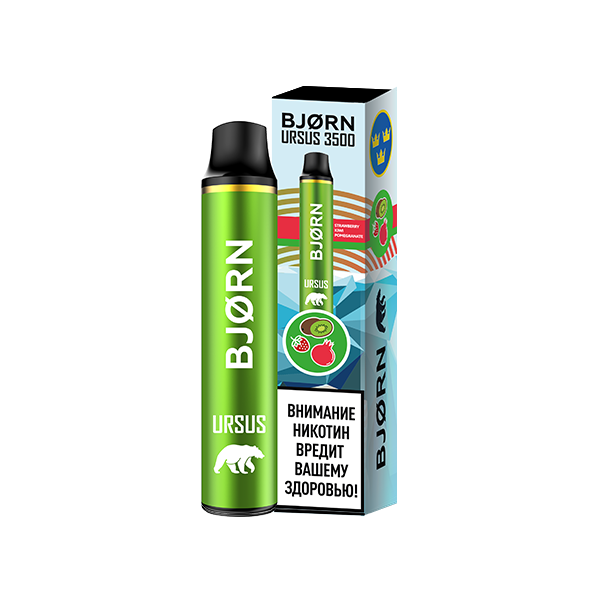 BJØRN
URSUS
BJØRN
URSUS 3500
BJØRN
URSUS
STRAWBERRY
KIWI
POMEGRANATE
ВНИМАНИЕ
НИКОТИН
ВРЕДИТ
ВАШЕМУ
ЗДОРОВЬЮ!
BJØRN